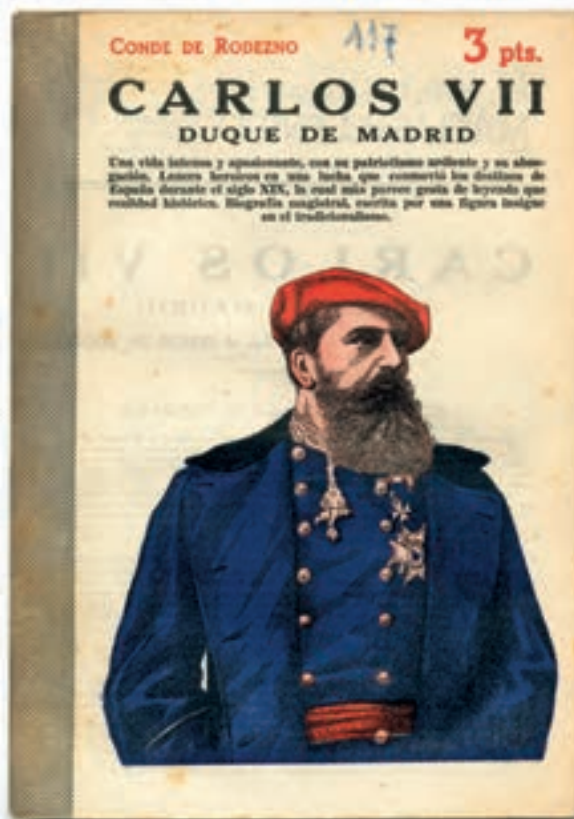 CONDE DE RODEZNO
117
3 pts.
CARLOS VII
DUQUE DE MADRID
Una vida intensa y apasionante, con su patriotismo ardiente y su abne-
gación. Lances heroicos en una lucha que conmovió los destinos de
España durante el siglo XIX, la cual más parece gesta de leyenda que
realidad histórica. Biografía magistral, escrita por una figura insigne
en el tradicionalismo.